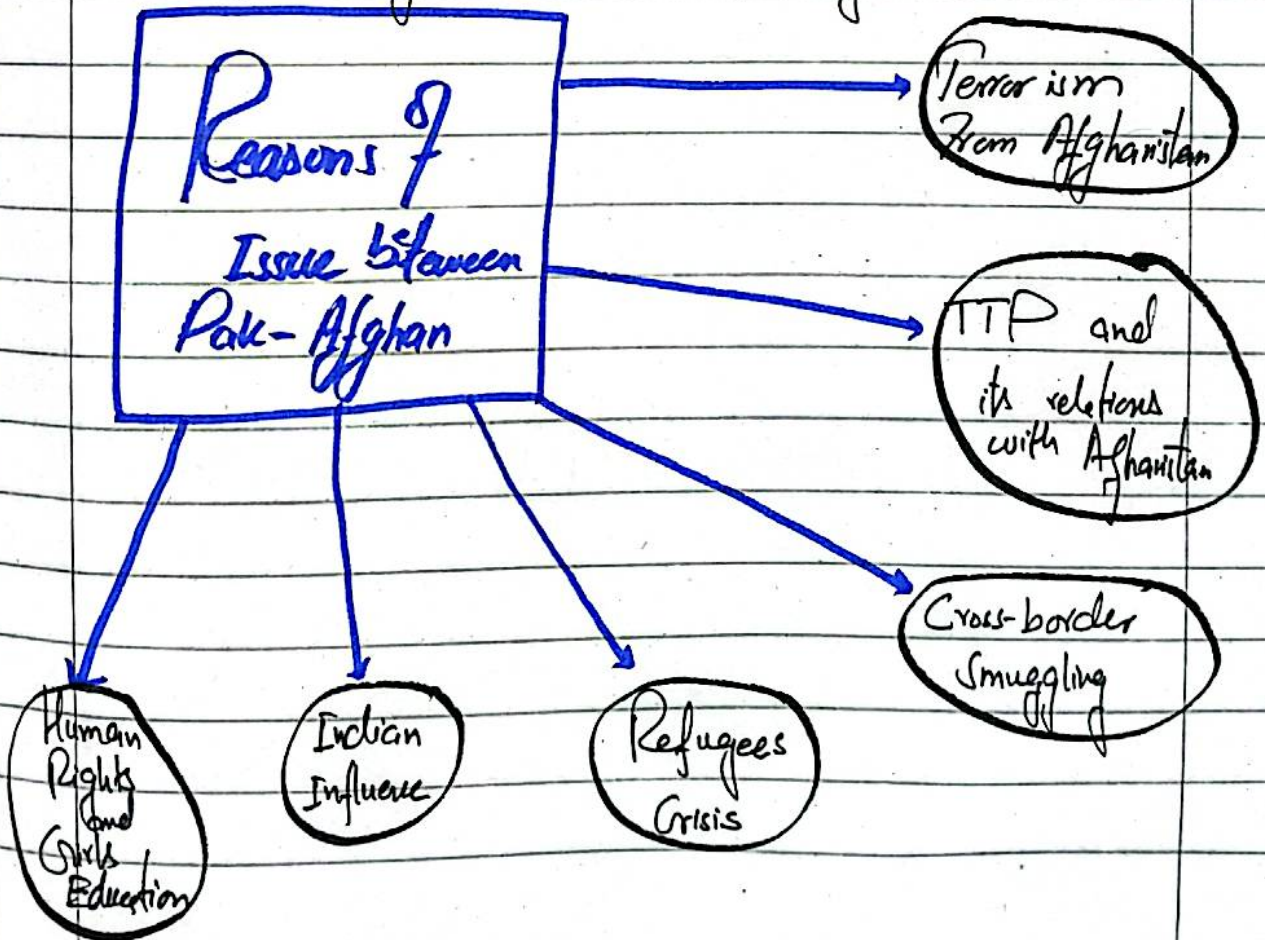 Reasons of
Issue between
Pak-Afghan
Terrorism
From Afghanistan
TTP and
its relations
with Afghanistan
Cross-border
Smuggling
Refugees
Crisis
Indian
Influence
Human
Rights
and
Girls
Education